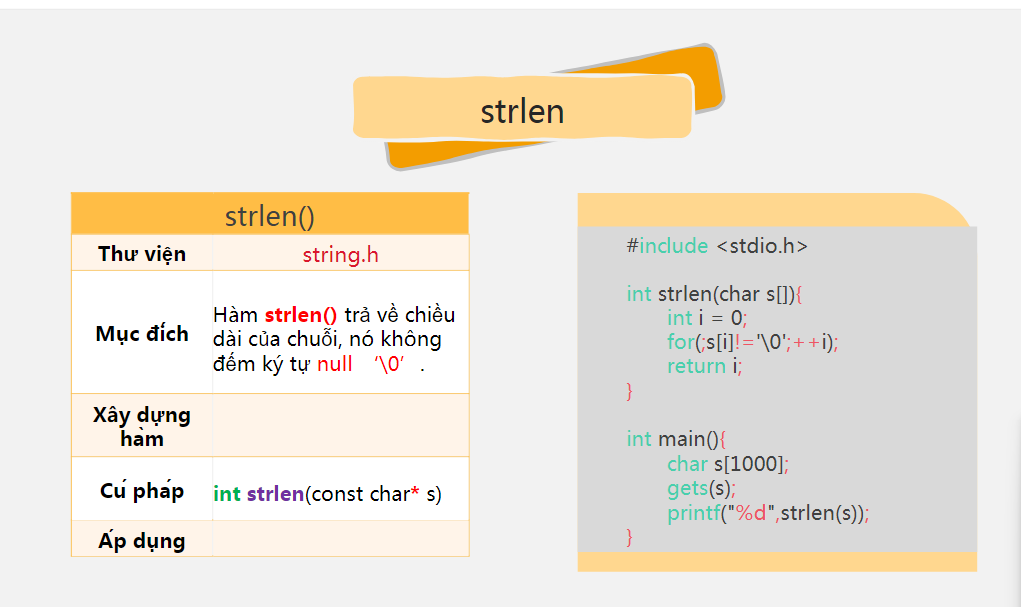 strlen
strlen()
Thư viện
string.h
Mục đích
Hàm strlen() trả về chiều
dài của chuỗi, nó không
đếm ký tự null ‘\0’ .
Xây dựng
hàm
Cú pháp
int strlen(const char* s)
Áp dụng
#include <stdio.h>
int strlen(char s[]){
int i = 0;
for(;s[i]!='\0';++i);
return i;
}
int main(){
char s[1000];
gets(s);
printf("%d",strlen(s));
}